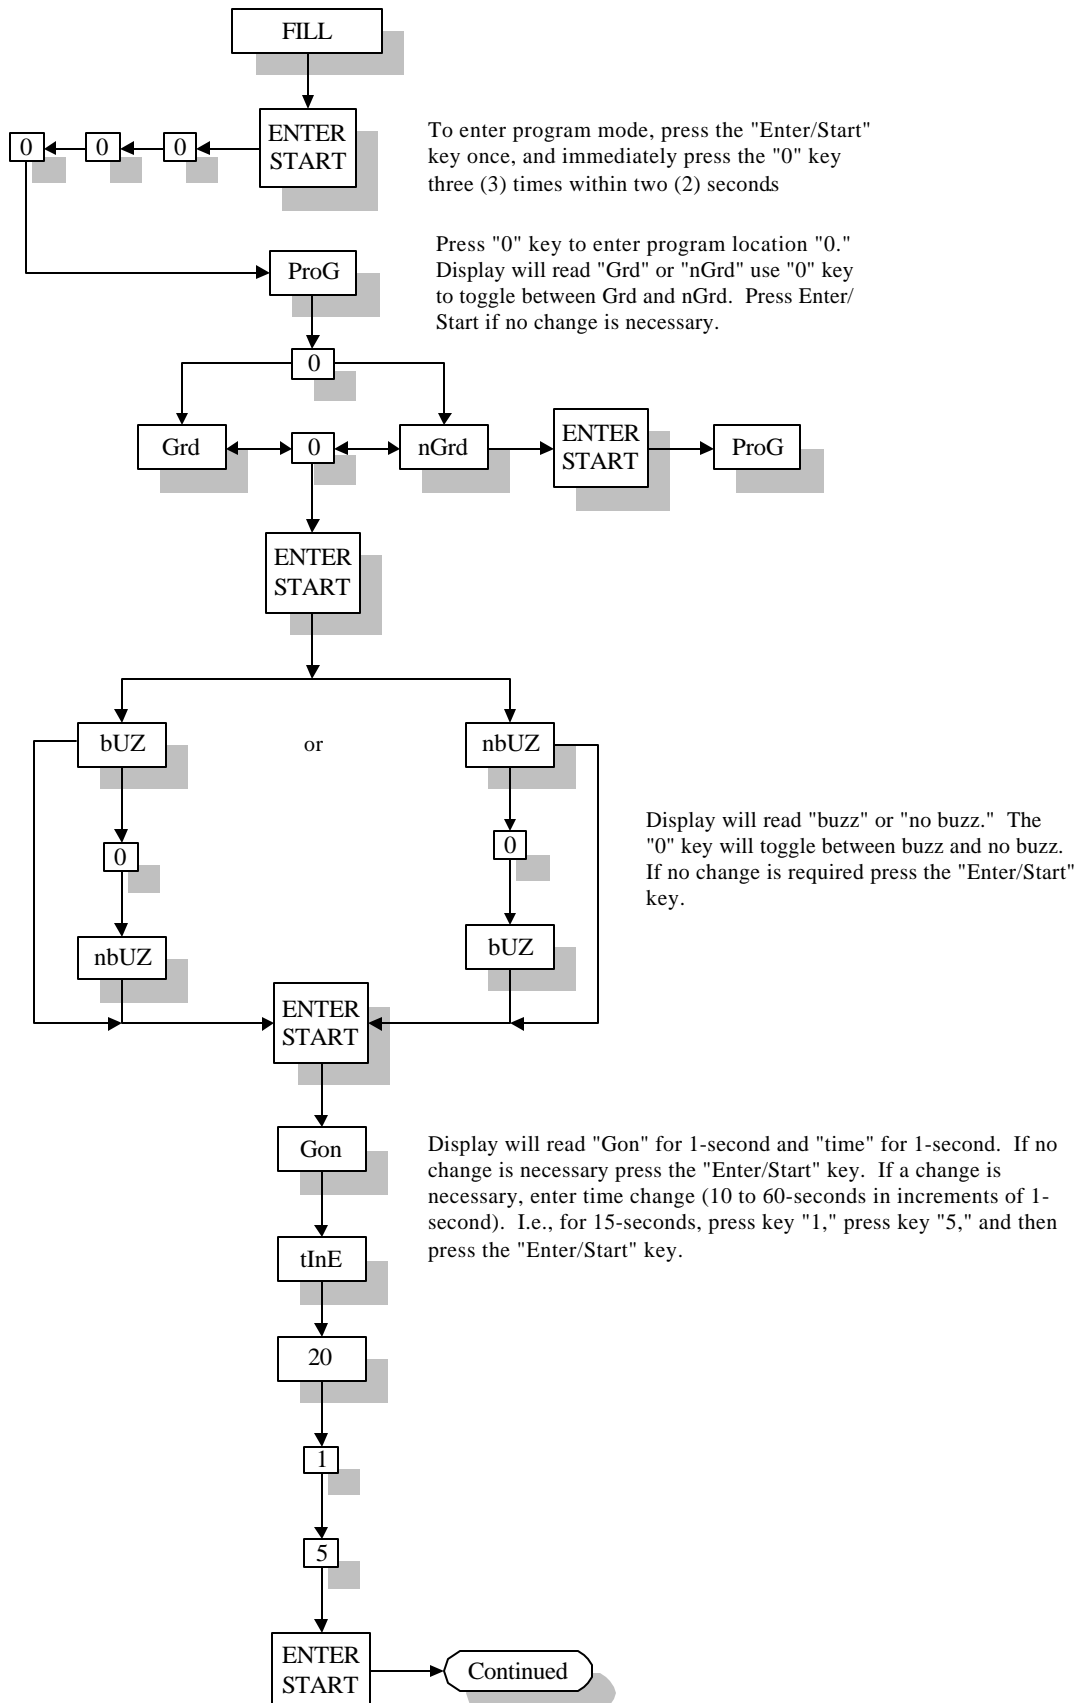 FILL
ENTER
START
0
0
0
To enter program mode, press the "Enter/Start"
key once, and immediately press the "0" key
three (3) times within two (2) seconds
ProG
Press "0" key to enter program location "0."
Display will read "Grd" or "nGrd" use "0" key
to toggle between Grd and nGrd. Press Enter/
Start if no change is necessary.
0
Grd
0
nGrd
ENTER
START
ProG
ENTER
START
bUZ
or
nbUZ
0
0
Display will read "buzz" or "no buzz." The
"0" key will toggle between buzz and no buzz.
If no change is required press the "Enter/Start"
key.
nbUZ
bUZ
ENTER
START
Gon
Display will read "Gon" for 1-second and "time" for 1-second. If no
change is necessary press the "Enter/Start" key. If a change is
necessary, enter time change (10 to 60-seconds in increments of 1-
second). I.e., for 15-seconds, press key "1," press key "5," and then
press the "Enter/Start" key.
tInE
20
1
5
ENTER
START
Continued